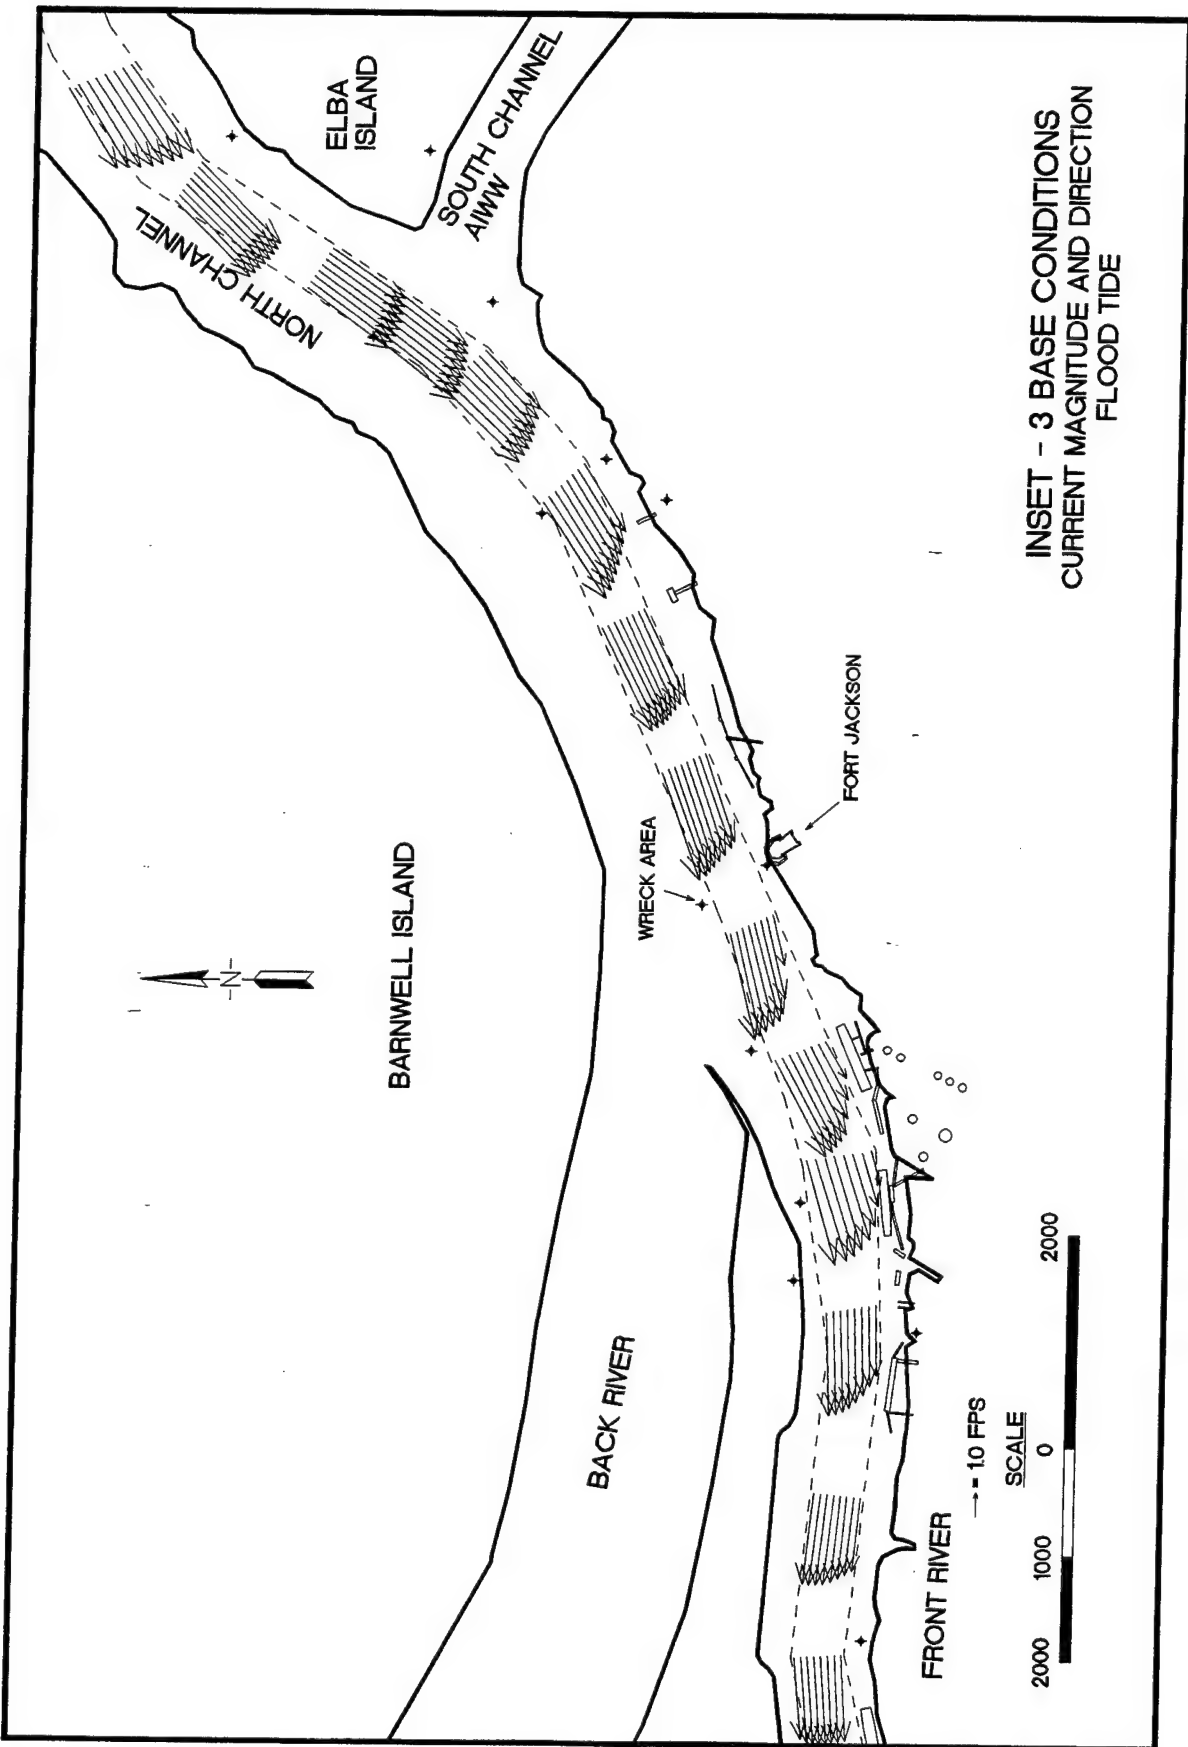 ELBA
ISLAND
SOUTH CHANNEL
AIWW
NORTH CHANNEL
BARNWELL ISLAND
-N-
WRECK AREA
FORT JACKSON
BACK RIVER
FRONT RIVER
→ = 1.0 FPS
SCALE
2000 1000 0 2000
INSET - 3 BASE CONDITIONS
CURRENT MAGNITUDE AND DIRECTION
FLOOD TIDE